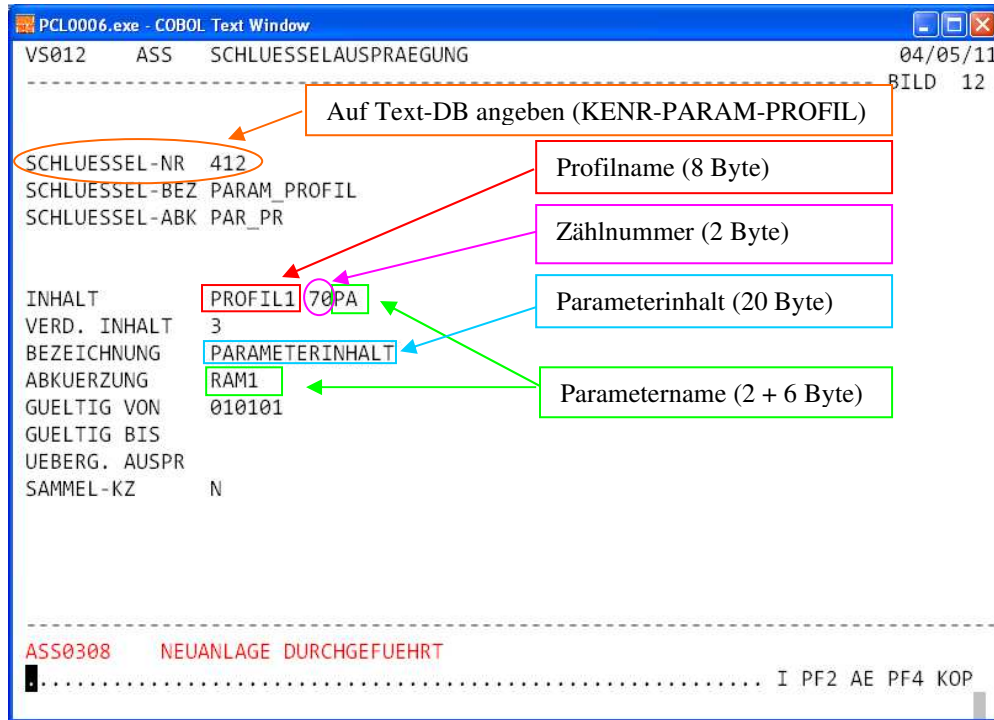 PCL0006.exe - COBOL Text Window
VS012 ASS SCHLUESSELAUSPRAEGUNG 04/05/11
BILD 12
Auf Text-DB angeben (KENR-PARAM-PROFIL)
SCHLUESSEL-NR 412
SCHLUESSEL-BEZ PARAM_PROFIL
SCHLUESSEL-ABK PAR_PR
Profilname (8 Byte)
Zählnummer (2 Byte)
INHALT PROFIL1 70PA
Parameterinhalt (20 Byte)
VERD. INHALT 3
BEZEICHNUNG PARAMETERINHALT
ABKUERZUNG RAM1
Parametername (2 + 6 Byte)
GUELTIG VON 010101
GUELTIG BIS
UEBERG. AUSPR
SAMMEL-KZ N
ASS0308 NEUANLAGE DURCHGEFUEHRT
I PF2 AE PF4 KOP